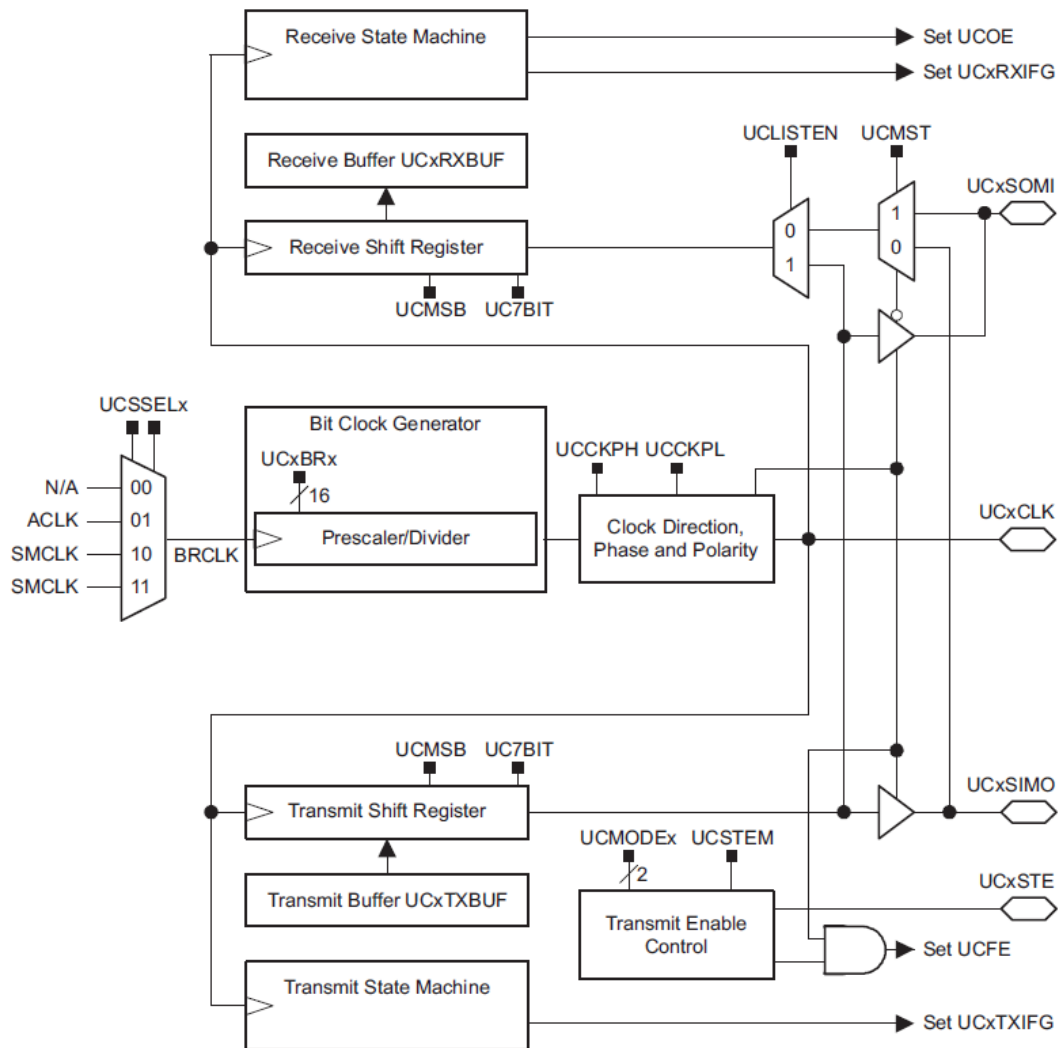 Receive State Machine
Set UCOE
Set UCxRXIFG
UCLISTEN
UCMST
Receive Buffer UCxRXBUF
UCxSOMI
1
0
0
1
Receive Shift Register
UCMSB
UC7BIT
UCSSELx
Bit Clock Generator
UCxBRx
16
UCCKPH
UCCKPL
N/A
00
ACLK
01
SMCLK
10
SMCLK
11
BRCLK
Prescaler/Divider
Clock Direction,
Phase and Polarity
UCxCLK
UCMSB
UC7BIT
Transmit Shift Register
UCxSIMO
UCMODEx
UCSTEM
2
Transmit Buffer UCxTXBUF
UCxSTE
Transmit Enable
Control
Set UCFE
Transmit State Machine
Set UCxTXIFG